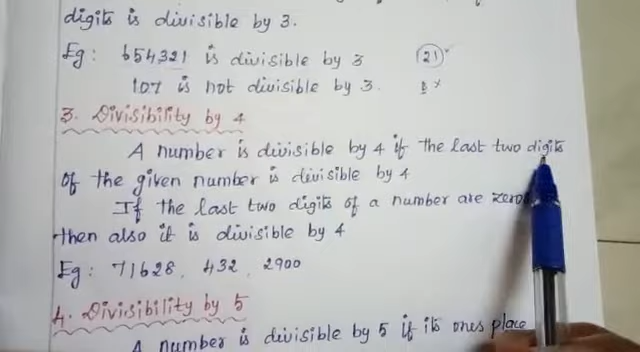 digits is divisible by 3.
Eg: 654321 is divisible by 3 21
107 is not divisible by 3. 8 x
3. Divisibility by 4
A number is divisible by 4 if the last two digits
of the given number is divisible by 4
If the last two digits of a number are zero
then also it is divisible by 4
Eg: 71628, 432, 2900
4. Divisibility by 5
A number is divisible by 5 if its ones place